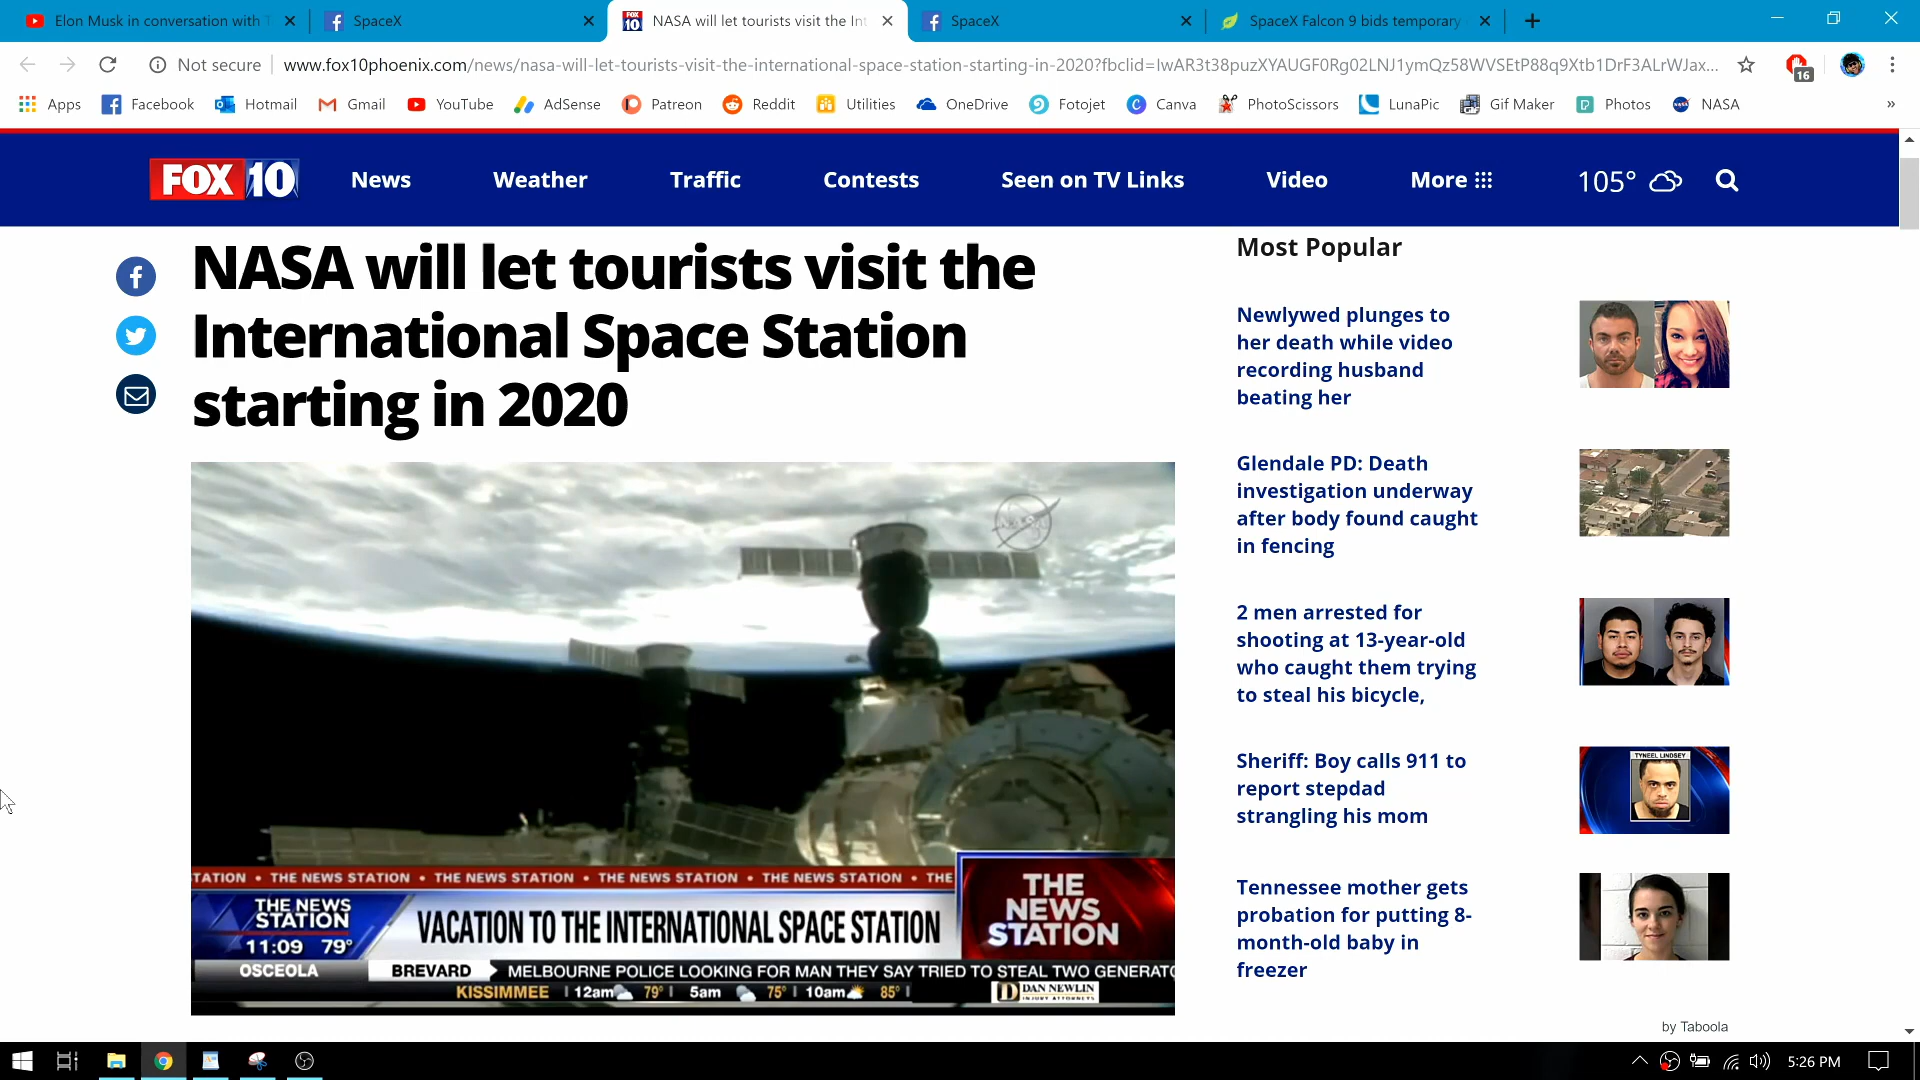 Elon Musk in conversation with T
SpaceX
NASA will let tourists visit the Int
SpaceX
SpaceX Falcon 9 bids temporary
Not secure
www.fox10phoenix.com/news/nasa-will-let-tourists-visit-the-international-space-station-starting-in-2020?fbclid=IwAR3t38puzXYAUGF0Rg02LNJ1ymQz58WVSEtP88q9Xtb1DrF3ALrWJax...
16
Apps
Facebook
Hotmail
Gmail
YouTube
AdSense
Patreon
Reddit
Utilities
OneDrive
Fotojet
Canva
PhotoScissors
LunaPic
Gif Maker
Photos
NASA
»
FOX 10
News
Weather
Traffic
Contests
Seen on TV Links
Video
More
105°
NASA will let tourists visit the
International Space Station
starting in 2020
Most Popular
Newlywed plunges to
her death while video
recording husband
beating her
Glendale PD: Death
investigation underway
after body found caught
in fencing
2 men arrested for
shooting at 13-year-old
who caught them trying
to steal his bicycle,
Sheriff: Boy calls 911 to
report stepdad
strangling his mom
TYNEEL LINDSEY
Tennessee mother gets
probation for putting 8-
month-old baby in
freezer
by Taboola
NASA
TATION • THE NEWS STATION • THE NEWS STATION • THE NEWS STATION • THE NEWS STATION • THE
THE NEWS
STATION
11:09 79°
VACATION TO THE INTERNATIONAL SPACE STATION
THE
NEWS
STATION
OSCEOLA
BREVARD
MELBOURNE POLICE LOOKING FOR MAN THEY SAY TRIED TO STEAL TWO GENERATO
KISSIMMEE 12am 79° 5am 75° 10am 85°
DAN NEWLIN
INJURY ATTORNEYS
5:26 PM